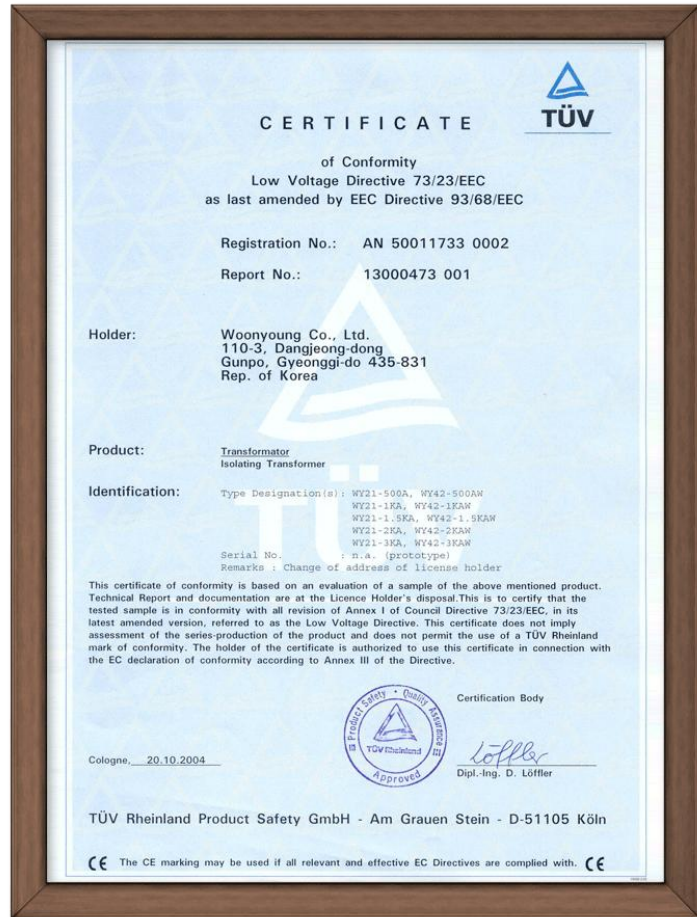 TÜV
CERTIFICATE
of Conformity
Low Voltage Directive 73/23/EEC
as last amended by EEC Directive 93/68/EEC
Registration No.: AN 50011733 0002
Report No.: 13000473 001
Holder: Woonyoung Co., Ltd.
110-3, Dangjeong-dong
Gunpo, Gyeonggi-do 435-831
Rep. of Korea
Product: Transformator
Isolating Transformer
Identification: Type Designation(s): WY21-500A, WY42-500AW
WY21-1KA, WY42-1KAW
WY21-1.5KA, WY42-1.5KAW
WY21-2KA, WY42-2KAW
WY21-3KA, WY42-3KAW
Serial No. : n.a. (prototype)
Remarks : Change of address of license holder
TÜV
This certificate of conformity is based on an evaluation of a sample of the above mentioned product.
Technical Report and documentation are at the Licence Holder's disposal.This is to certify that the
tested sample is in conformity with all revision of Annex I of Council Directive 73/23/EEC, in its
latest amended version, referred to as the Low Voltage Directive. This certificate does not imply
assessment of the series-production of the product and does not permit the use of a TÜV Rheinland
mark of conformity. The holder of the certificate is authorized to use this certificate in connection with
the EC declaration of conformity according to Annex III of the Directive.
Product Safety · Quality Assurance
TÜV Rheinland
Approved
Certification Body
Löffler
Cologne, 20.10.2004
Dipl.-Ing. D. Löffler
TÜV Rheinland Product Safety GmbH - Am Grauen Stein - D-51105 Köln
CE The CE marking may be used if all relevant and effective EC Directives are complied with. CE